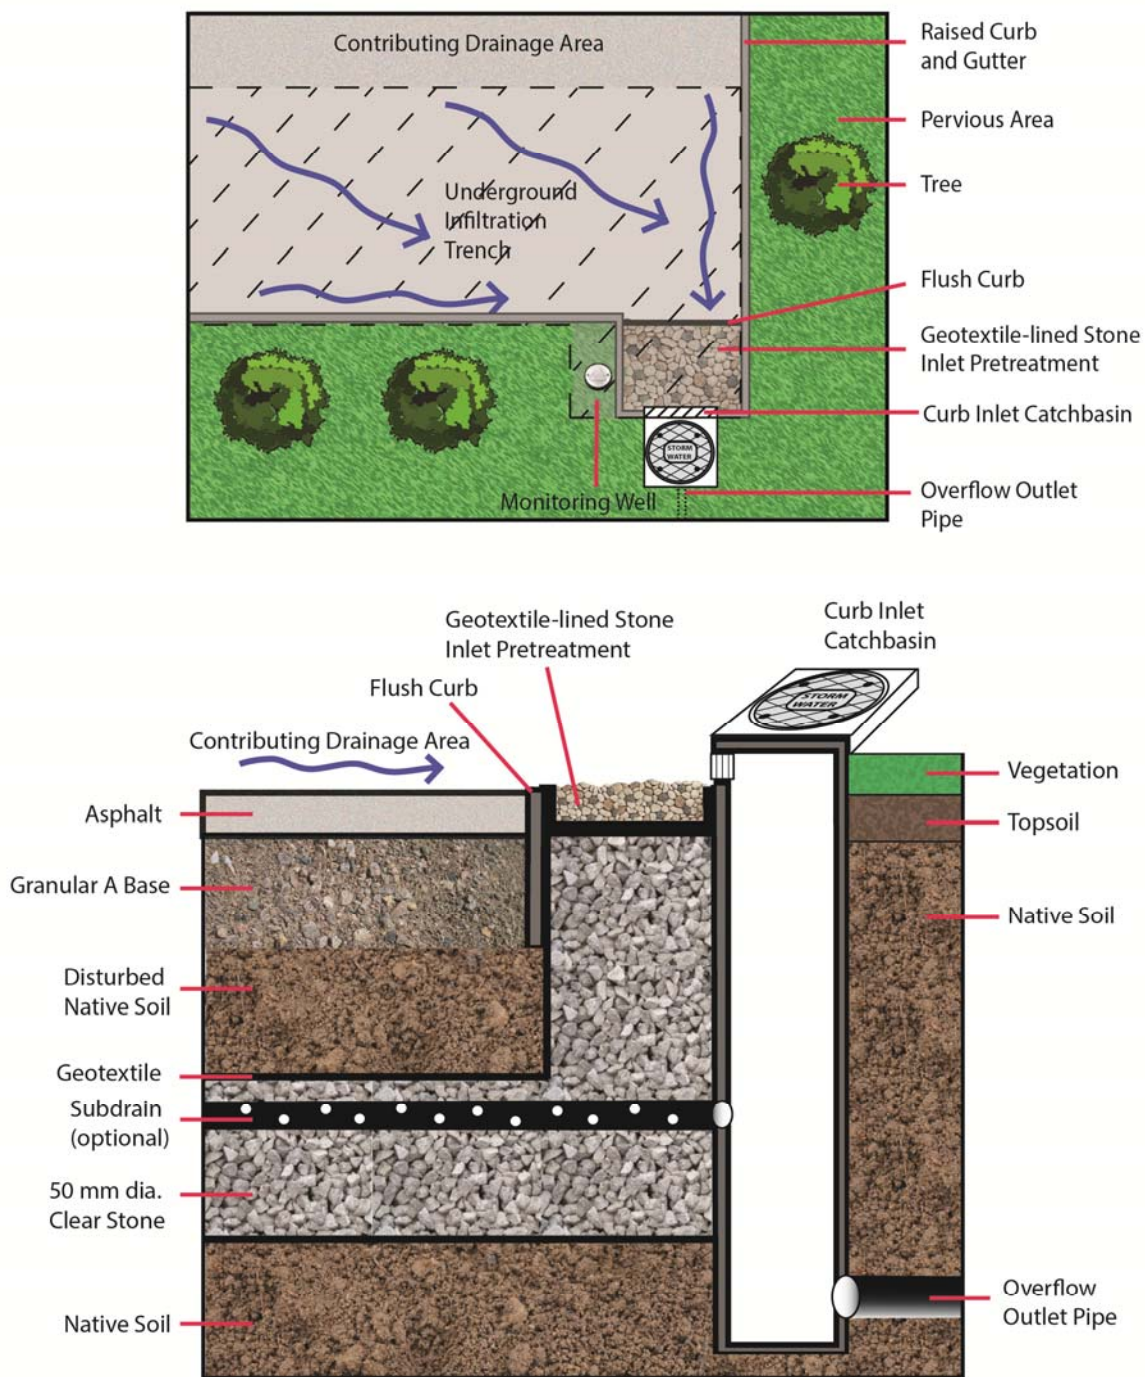 Contributing Drainage Area
Raised Curb
and Gutter
Pervious Area
Tree
Underground
Infiltration
Trench
Flush Curb
Geotextile-lined Stone
Inlet Pretreatment
Curb Inlet Catchbasin
STORM
WATER
Monitoring Well
Overflow Outlet
Pipe
Geotextile-lined Stone
Inlet Pretreatment
Curb Inlet
Catchbasin
Flush Curb
STORM
WATER
Contributing Drainage Area
Vegetation
Asphalt
Topsoil
Granular A Base
Native Soil
Disturbed
Native Soil
Geotextile
Subdrain
(optional)
50 mm dia.
Clear Stone
Overflow
Outlet Pipe
Native Soil